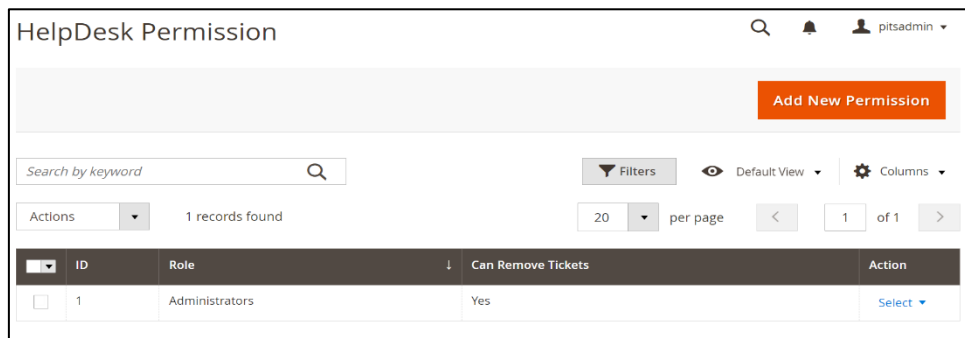 HelpDesk Permission
pitsadmin
Add New Permission
Search by keyword
Filters
Default View
Columns
Actions
1 records found
20
per page
1
of 1
ID
Role
↓
Can Remove Tickets
Action
1
Administrators
Yes
Select